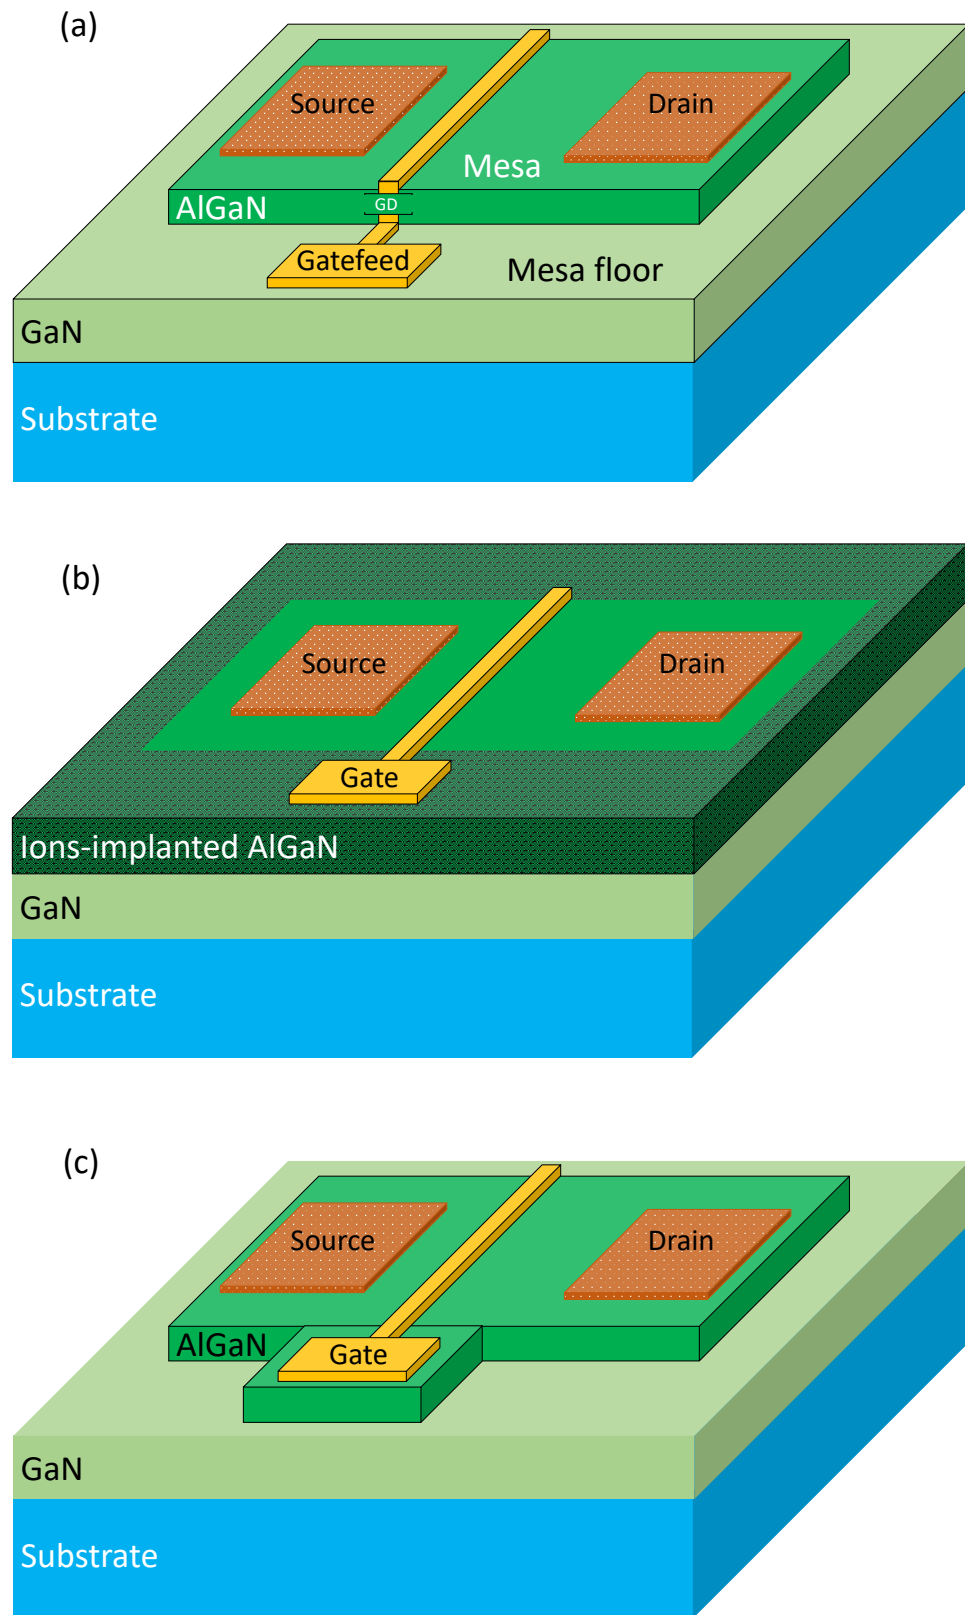 (a)
Source
Drain
Mesa
AlGaN
GD
Gatefeed
Mesa floor
GaN
Substrate
(b)
Source
Drain
Gate
Ions-implanted AlGaN
GaN
Substrate
(c)
Source
Drain
AlGaN
Gate
GaN
Substrate